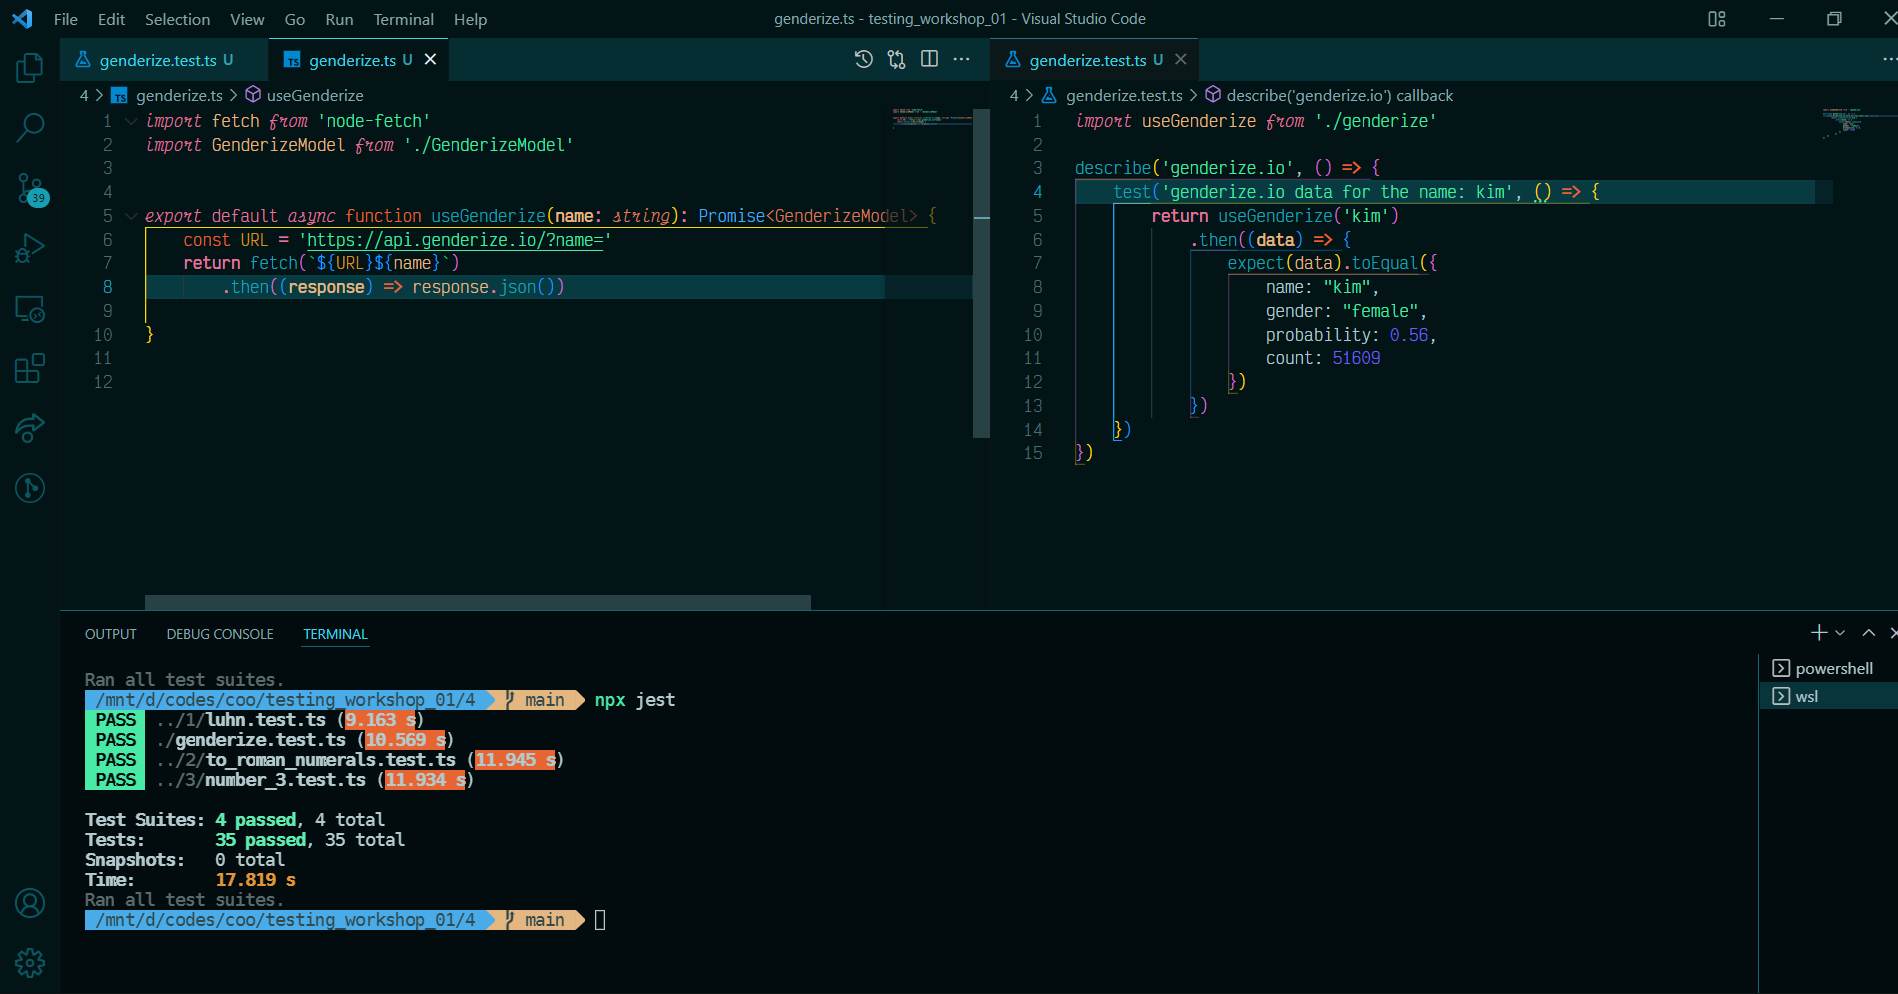 File Edit Selection View Go Run Terminal Help
genderize.ts - testing_workshop_01 - Visual Studio Code
genderize.test.ts U
genderize.ts U
4 > genderize.ts > useGenderize
1 import fetch from 'node-fetch'
2 import GenderizeModel from './GenderizeModel'
3
4
5 export default async function useGenderize(name: string): Promise<GenderizeModel> {
6 const URL = 'https://api.genderize.io/?name='
7 return fetch(`${URL}${name}`)
8 .then((response) => response.json())
9
10 }
11
12
genderize.test.ts U
4 > genderize.test.ts > describe('genderize.io') callback
1 import useGenderize from './genderize'
2
3 describe('genderize.io', () => {
4 test('genderize.io data for the name: kim', () => {
5 return useGenderize('kim')
6 .then((data) => {
7 expect(data).toEqual({
8 name: "kim",
9 gender: "female",
10 probability: 0.56,
11 count: 51609
12 })
13 })
14 })
15 })
39
OUTPUT DEBUG CONSOLE TERMINAL
Ran all test suites.
/mnt/d/codes/coo/testing_workshop_01/4 main npx jest
PASS ../1/luhn.test.ts (9.163 s)
PASS ./genderize.test.ts (10.569 s)
PASS ../2/to_roman_numerals.test.ts (11.945 s)
PASS ../3/number_3.test.ts (11.934 s)
Test Suites: 4 passed, 4 total
Tests: 35 passed, 35 total
Snapshots: 0 total
Time: 17.819 s
Ran all test suites.
/mnt/d/codes/coo/testing_workshop_01/4 main
powershell
wsl